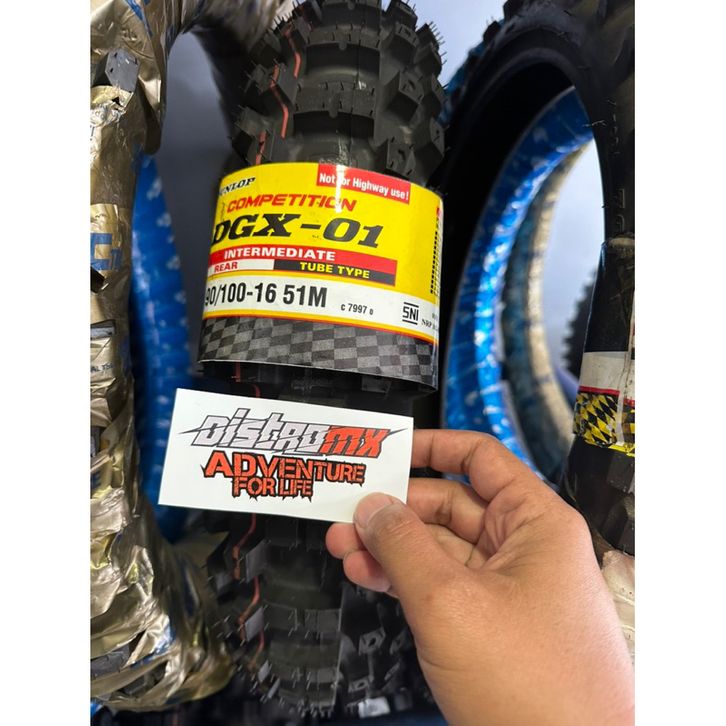 Not for Highway use!
COMPETITION
DGX-01
INTERMEDIATE
REAR
TUBE TYPE
90/100-16 51M
c 7997 0
SNI
DISTROMX
ADVENTURE
FOR LIFE